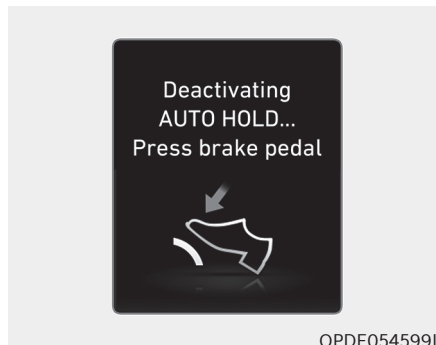 Deactivating
AUTO HOLD...
Press brake pedal
OPDE054599L